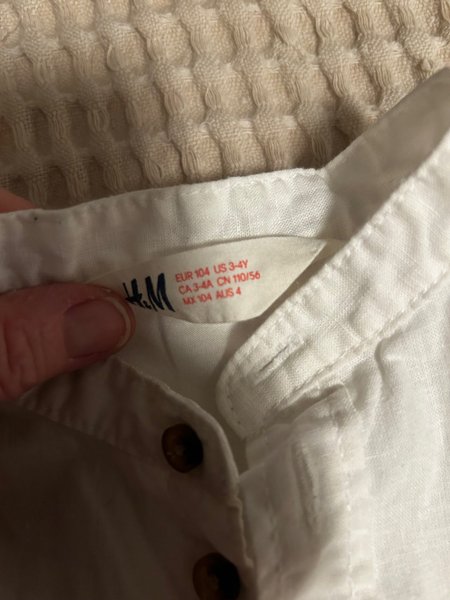 H&M
EUR 104 US 3-4Y
CA 3-4A CN 110/56
MX 104 AUS 4